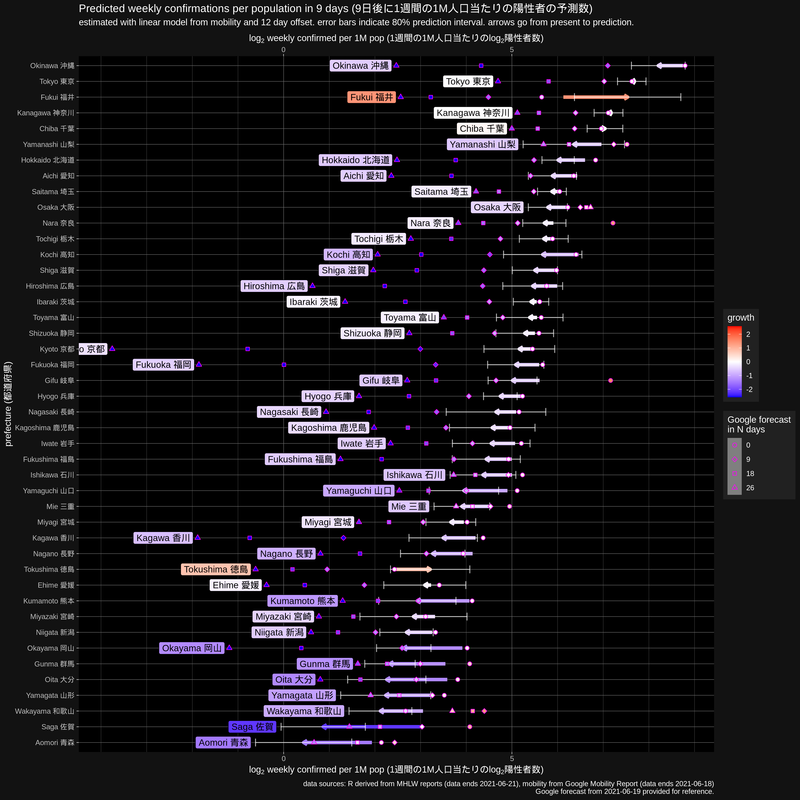 Predicted weekly confirmations per population in 9 days (9日後に1週間の1M人口当たりの陽性者の予測数)
estimated with linear model from mobility and 12 day offset. error bars indicate 80% prediction interval. arrows go from present to prediction.
log₂ weekly confirmed per 1M pop (1週間の1M人口当たりのlog₂陽性者数)
0 5
Okinawa 沖縄 Okinawa 沖縄
Tokyo 東京 Tokyo 東京
Fukui 福井 Fukui 福井
Kanagawa 神奈川 Kanagawa 神奈川
Chiba 千葉 Chiba 千葉
Yamanashi 山梨 Yamanashi 山梨
Hokkaido 北海道 Hokkaido 北海道
Aichi 愛知 Aichi 愛知
Saitama 埼玉 Saitama 埼玉
Osaka 大阪 Osaka 大阪
Nara 奈良 Nara 奈良
Tochigi 栃木 Tochigi 栃木
Kochi 高知 Kochi 高知
Shiga 滋賀 Shiga 滋賀
Hiroshima 広島 Hiroshima 広島
Ibaraki 茨城 Ibaraki 茨城
Toyama 富山 Toyama 富山
Shizuoka 静岡 Shizuoka 静岡
Kyoto 京都 o 京都
Fukuoka 福岡 Fukuoka 福岡
Gifu 岐阜 Gifu 岐阜
Hyogo 兵庫 Hyogo 兵庫
Nagasaki 長崎 Nagasaki 長崎
Kagoshima 鹿児島 Kagoshima 鹿児島
Iwate 岩手 Iwate 岩手
Fukushima 福島 Fukushima 福島
Ishikawa 石川 Ishikawa 石川
Yamaguchi 山口 Yamaguchi 山口
Mie 三重 Mie 三重
Miyagi 宮城 Miyagi 宮城
Kagawa 香川 Kagawa 香川
Nagano 長野 Nagano 長野
Tokushima 徳島 Tokushima 徳島
Ehime 愛媛 Ehime 愛媛
Kumamoto 熊本 Kumamoto 熊本
Miyazaki 宮崎 Miyazaki 宮崎
Niigata 新潟 Niigata 新潟
Okayama 岡山 Okayama 岡山
Gunma 群馬 Gunma 群馬
Oita 大分 Oita 大分
Yamagata 山形 Yamagata 山形
Wakayama 和歌山 Wakayama 和歌山
Saga 佐賀 Saga 佐賀
Aomori 青森 Aomori 青森
0 5
log₂ weekly confirmed per 1M pop (1週間の1M人口当たりのlog₂陽性者数)
prefecture (都道府県)
growth
2
1
0
-1
-2
Google forecast
in N days
0
9
18
26
data sources: R derived from MHLW reports (data ends 2021-06-21), mobility from Google Mobility Report (data ends 2021-06-18)
Google forecast from 2021-06-19 provided for reference.